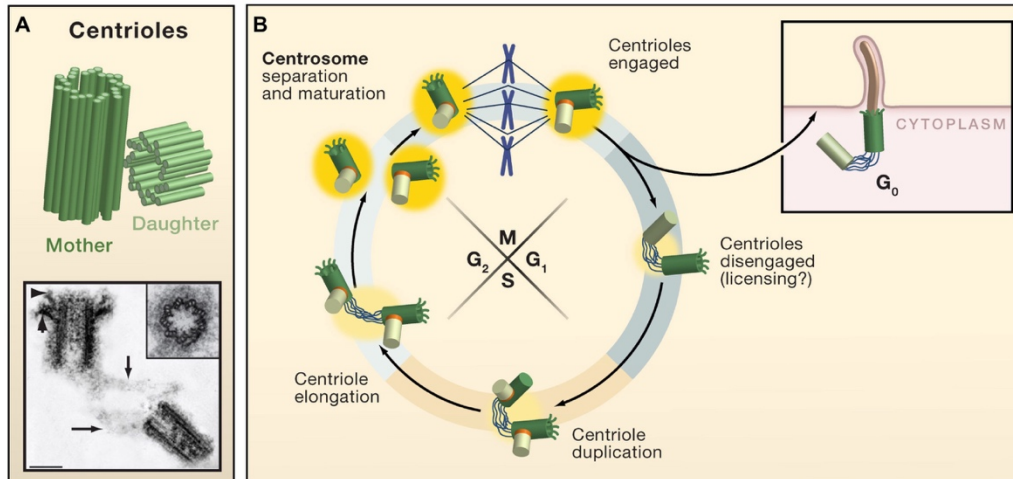 A
Centrioles
Daughter
Mother
B
Centrosome
separation
and maturation
Centrioles
engaged
CYTOPLASM
G0
M
G2 G1
S
Centrioles
disengaged
(licensing?)
Centriole
elongation
Centriole
duplication